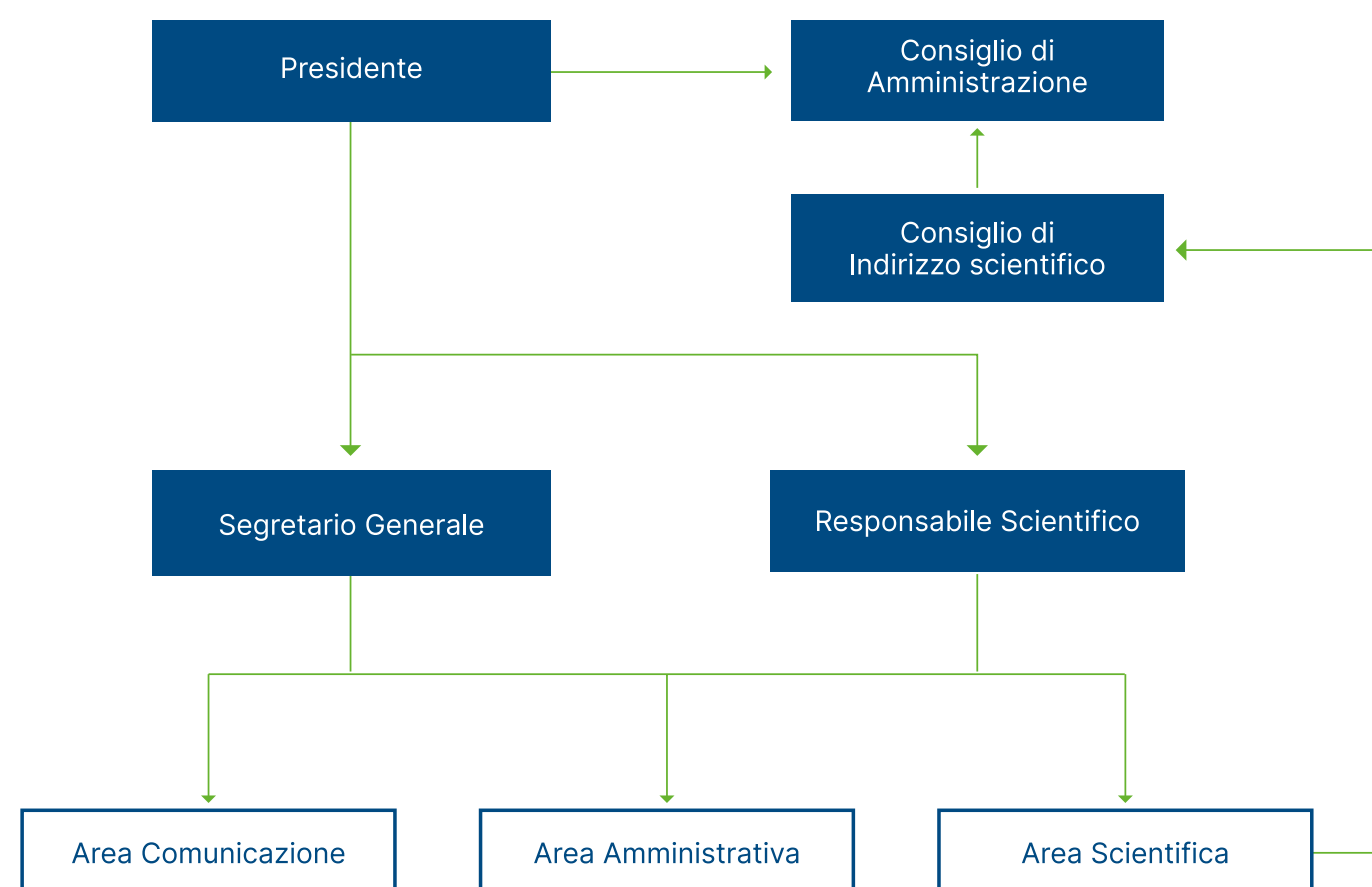 Presidente
Consiglio di
Amministrazione
Consiglio di
Indirizzo scientifico
Segretario Generale
Responsabile Scientifico
Area Comunicazione
Area Amministrativa
Area Scientifica